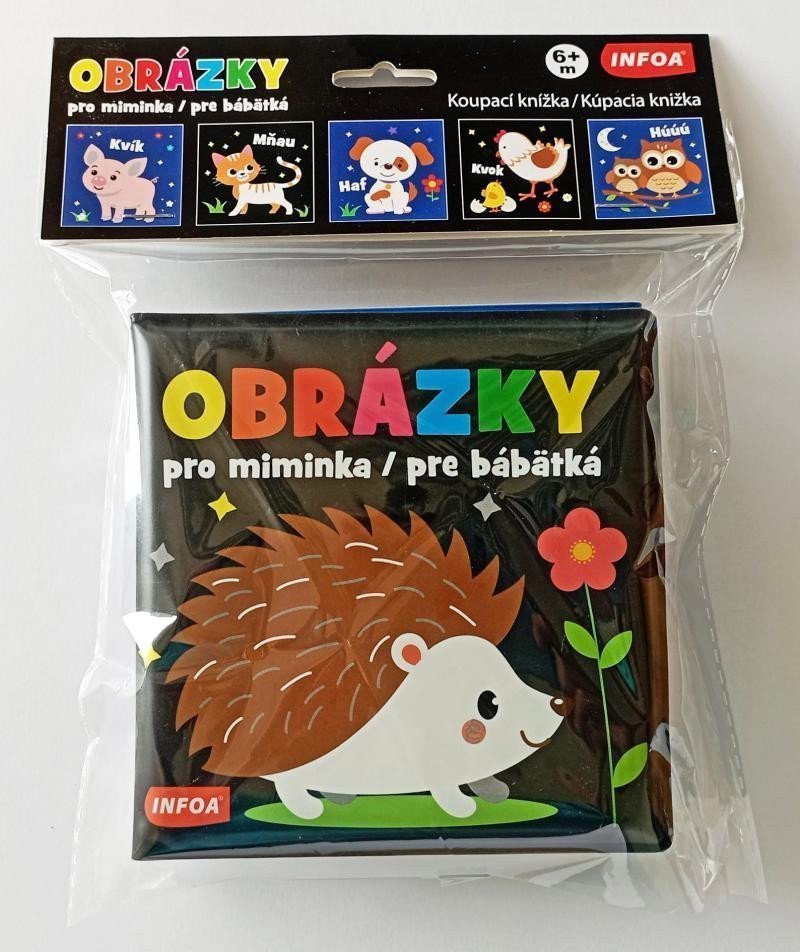 OBRÁZKY
pro miminka / pre bábätká
6+
m
INFOA®
Koupací knížka / Kúpacia knižka
Kvík
Mňau
Haf
Kvok
Húúú
OBRÁZKY
pro miminka / pre bábätká
INFOA®